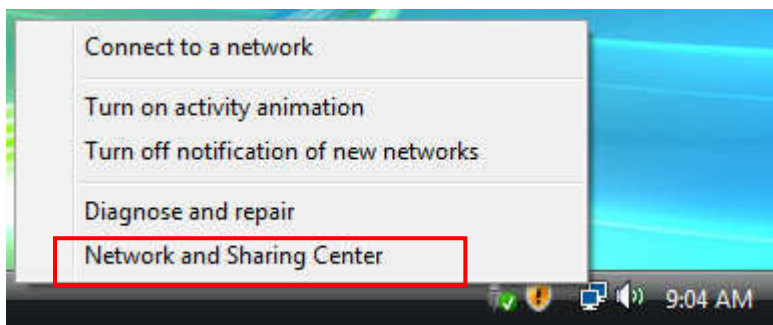 Connect to a network
Turn on activity animation
Turn off notification of new networks
Diagnose and repair
Network and Sharing Center
9:04 AM